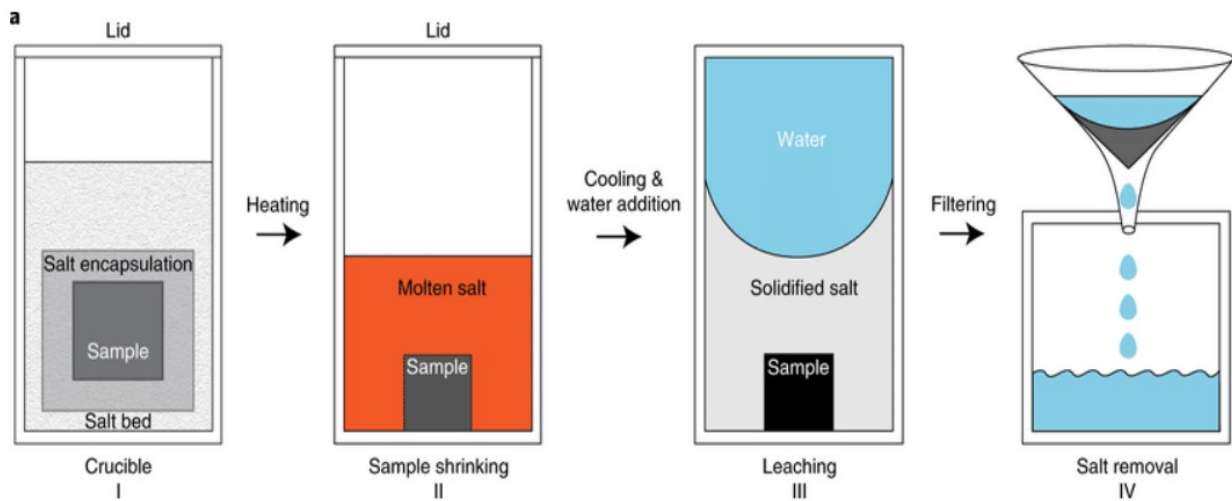 a
Lid
Salt encapsulation
Sample
Salt bed
Crucible
I
Heating
Lid
Molten salt
Sample
Sample shrinking
II
Cooling &
water addition
Water
Solidified salt
Sample
Leaching
III
Filtering
Salt removal
IV